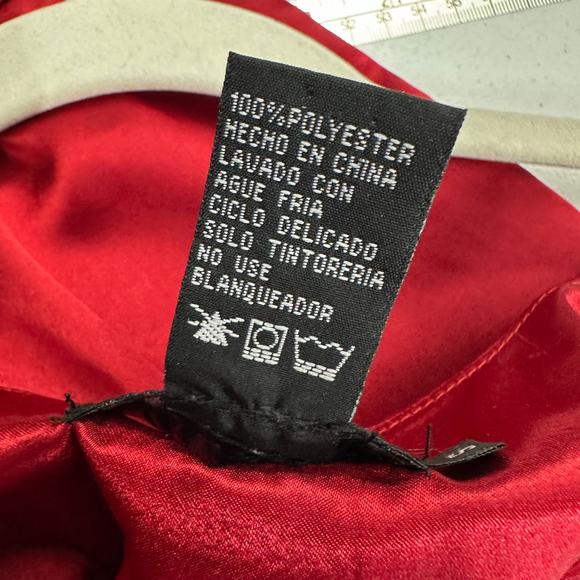 100%POLYESTER
HECHO EN CHINA
LAVADO CON
AGUE FRIA
CICLO DELICADO
SOLO TINTORERIA
NO USE
BLANQUEADOR